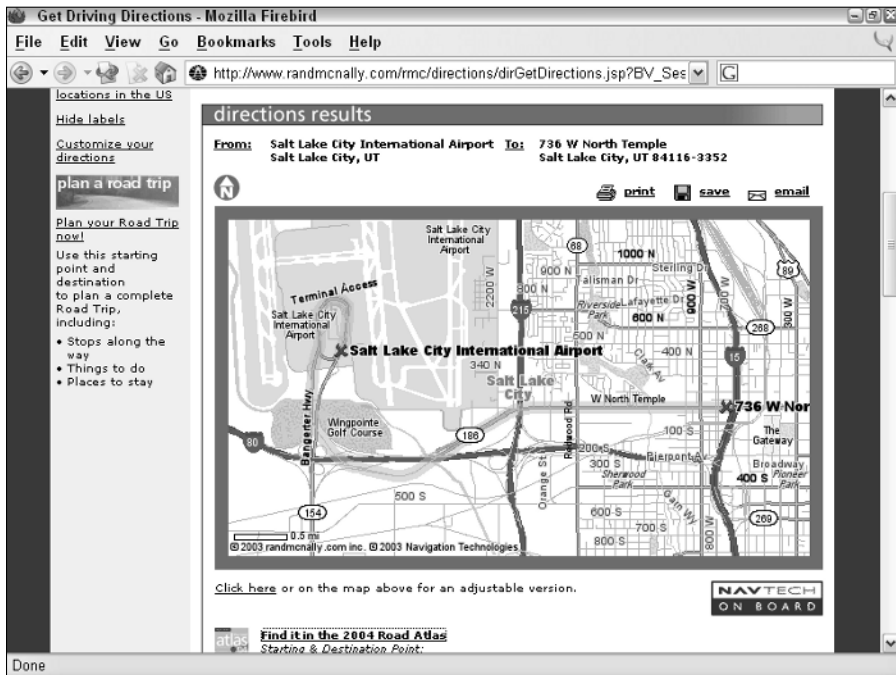 Get Driving Directions - Mozilla Firebird
File Edit View Go Bookmarks Tools Help
http://www.randmcnally.com/rmc/directions/dirGetDirections.jsp?BV_Ses
G
locations in the US
Hide labels
Customize your
directions
plan a road trip
Plan your Road Trip
now!
Use this starting
point and
destination
to plan a complete
Road Trip,
including:
• Stops along the
way
• Things to do
• Places to stay
directions results
From: Salt Lake City International Airport To: 736 W North Temple
Salt Lake City, UT Salt Lake City, UT 84116-3352
N
print save email
Salt Lake City
International
Airport
68
1000 N
89
Sterling Dr
900 N
Talisman Dr
2200 W
800 N
Terminal Access
215
Riverside
Park
Lafayette Dr
600 N
900 W
700 W
300 W
Salt Lake City
International
Airport
500 N
268
Salt Lake City International Airport
400 N
15
340 N
Clark Av
Salt Lake
City
W North Temple
736 W Nor
Bangerter Hwy
Wingpointe
Golf Course
186
Redwood Rd
100 S
The
Gateway
80
200 S
Pierpont Av
300 S
Broadway
Orange St
Sherwood
Park
400 S
Pioneer
Park
500 S
154
600 S
700 S
800 S
800 W
269
0.5 mi
© 2003 randmcnally.com inc. © 2003 Navigation Technologies
Click here or on the map above for an adjustable version.
NAVTECH
ON BOARD
atlas
Find it in the 2004 Road Atlas
Starting & Destination Point:
Done